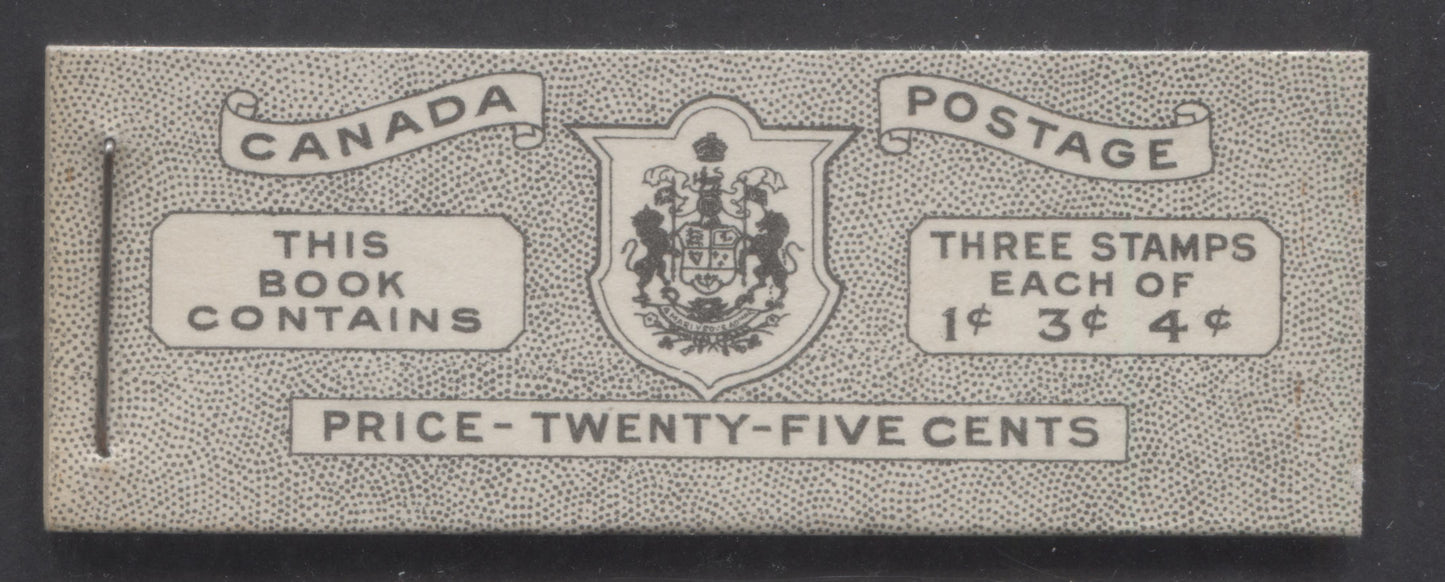 CANADA POSTAGE
THIS
BOOK
CONTAINS
THREE STAMPS
EACH OF
1¢ 3¢ 4¢
PRICE - TWENTY-FIVE CENTS